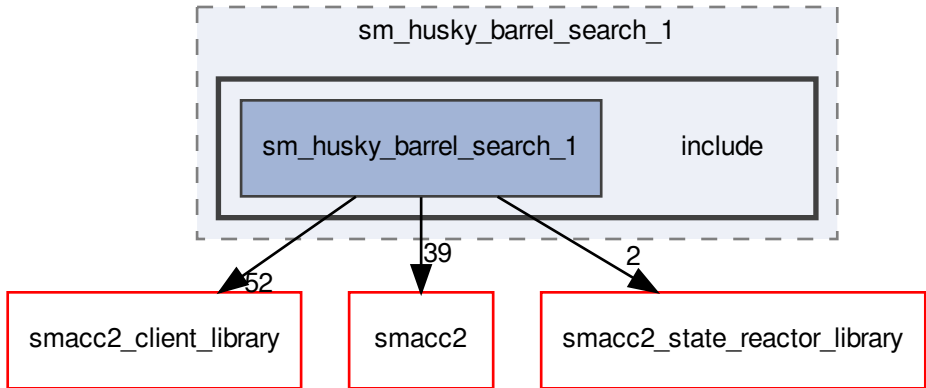 sm_husky_barrel_search_1
sm_husky_barrel_search_1
include
52
39
2
smacc2_client_library
smacc2
smacc2_state_reactor_library